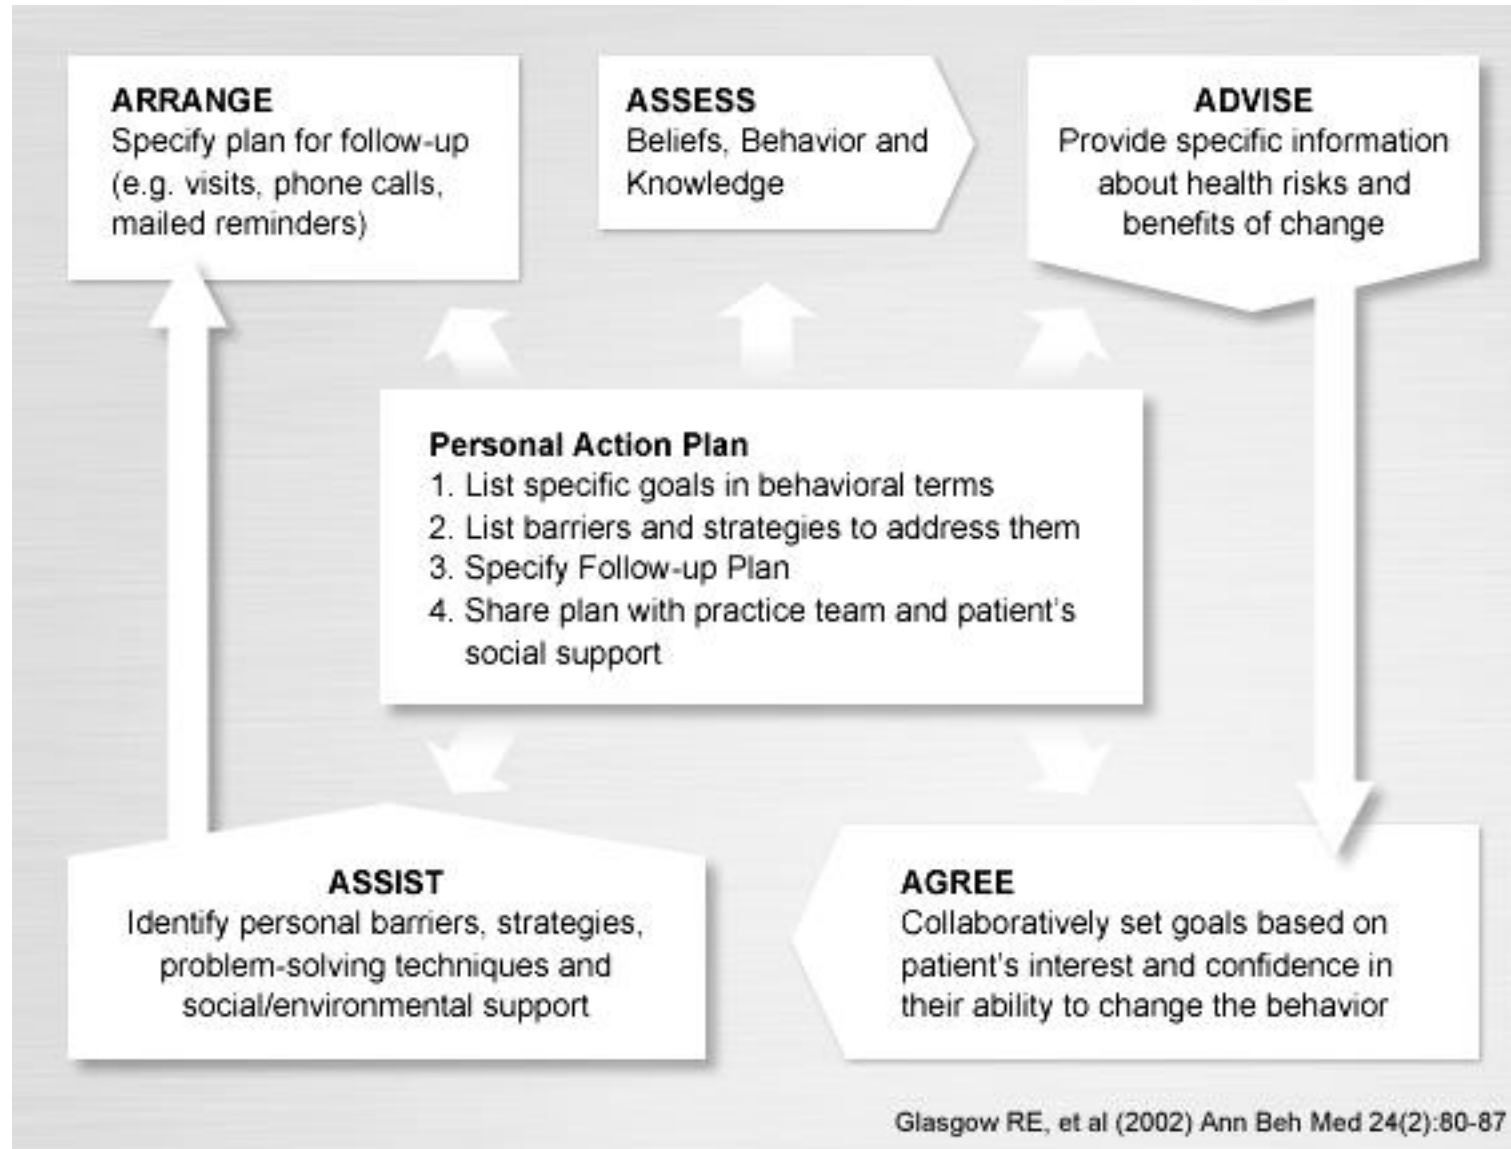 ARRANGE
Specify plan for follow-up
(e.g. visits, phone calls,
mailed reminders)
ASSESS
Beliefs, Behavior and
Knowledge
ADVISE
Provide specific information
about health risks and
benefits of change
Personal Action Plan
1. List specific goals in behavioral terms
2. List barriers and strategies to address them
3. Specify Follow-up Plan
4. Share plan with practice team and patient's
social support
ASSIST
Identify personal barriers, strategies,
problem-solving techniques and
social/environmental support
AGREE
Collaboratively set goals based on
patient's interest and confidence in
their ability to change the behavior
Glasgow RE, et al (2002) Ann Beh Med 24(2):80-87